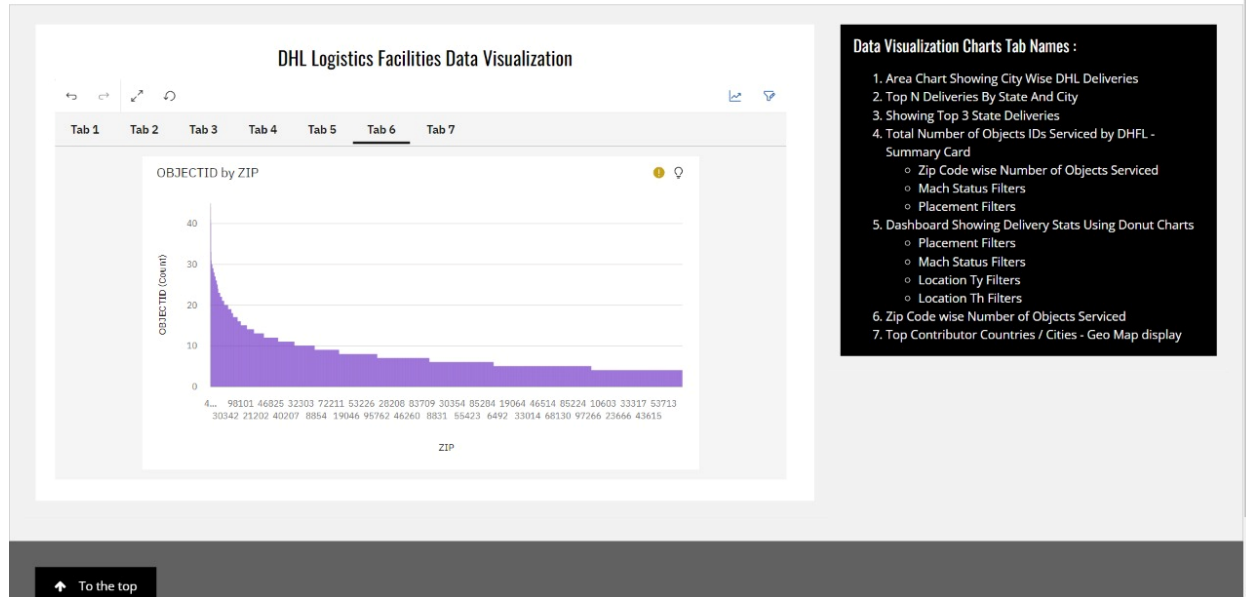 DHL Logistics Facilities Data Visualization
Tab 1 Tab 2 Tab 3 Tab 4 Tab 5 Tab 6 Tab 7
OBJECTID by ZIP
OBJECTID (Count)
40
30
20
10
0
4... 98101 46825 32303 72211 53226 28208 83709 30354 85284 19064 46514 85224 10603 33317 53713
30342 21202 40207 8854 19046 95762 46260 8831 55423 6492 33014 68130 97266 23666 43615
ZIP
Data Visualization Charts Tab Names :
1. Area Chart Showing City Wise DHL Deliveries
2. Top N Deliveries By State And City
3. Showing Top 3 State Deliveries
4. Total Number of Objects IDs Serviced by DHFL -
Summary Card
Zip Code wise Number of Objects Serviced
Mach Status Filters
Placement Filters
5. Dashboard Showing Delivery Stats Using Donut Charts
Placement Filters
Mach Status Filters
Location Ty Filters
Location Th Filters
6. Zip Code wise Number of Objects Serviced
7. Top Contributor Countries / Cities - Geo Map display
To the top